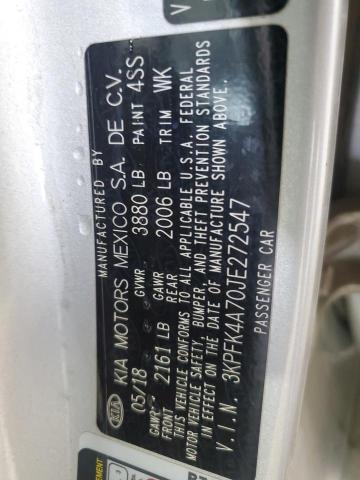 MANUFACTURED BY
KIA KIA MOTORS MEXICO S.A. DE C.V.
05/18 GVWR 3880 LB PAINT 4SS
GAWR FRONT 2161 LB GAWR REAR 2006 LB TRIM WK
THIS VEHICLE CONFORMS TO ALL APPLICABLE U.S.A. FEDERAL
MOTOR VEHICLE SAFETY, BUMPER, AND THEFT PREVENTION STANDARDS
IN EFFECT ON THE DATE OF MANUFACTURE SHOWN ABOVE.
V.I.N. 3KPFK4A70JE272547
PASSENGER CAR